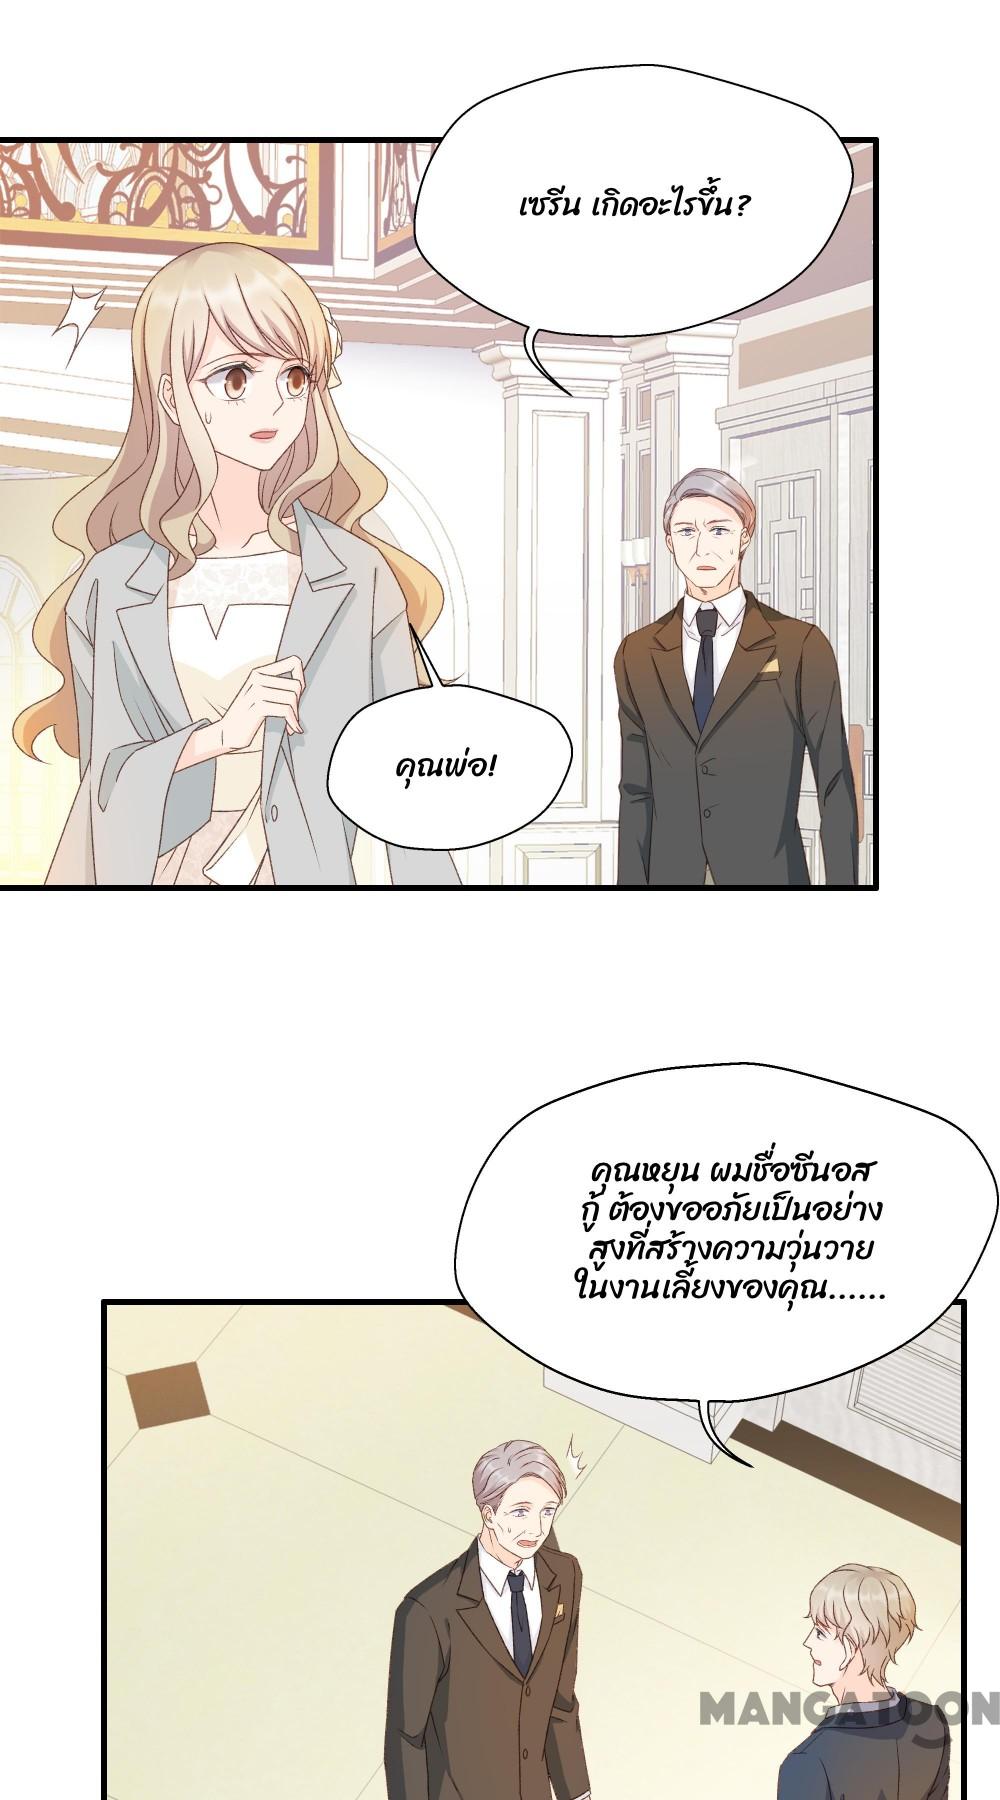 เซรีน เกิดอะไรขึ้น?
คุณพ่อ!
คุณหยุน ผมชื่อซีนอส
กู้ ต้องขออภัยเป็นอย่าง
สูงที่สร้างความวุ่นวาย
ในงานเลี้ยงของคุณ......
MANGATOON